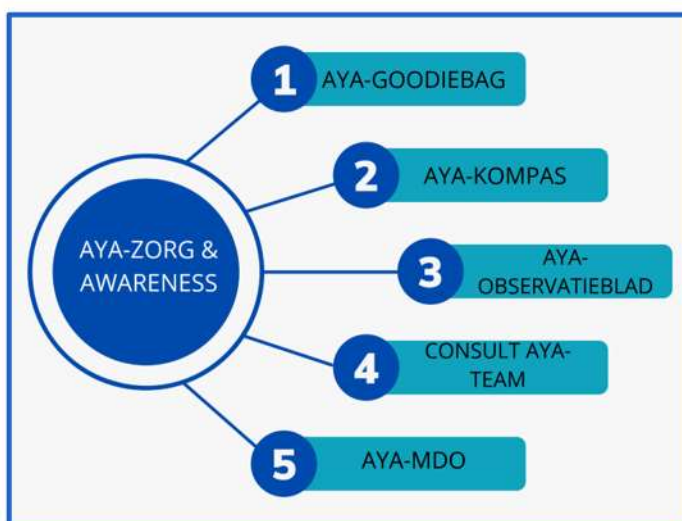 AYA-ZORG &
AWARENESS
1
AYA-GOODIEBAG
2
AYA-KOMPAS
3
AYA-
OBSERVATIEBLAD
4
CONSULT AYA-
TEAM
5
AYA-MDO